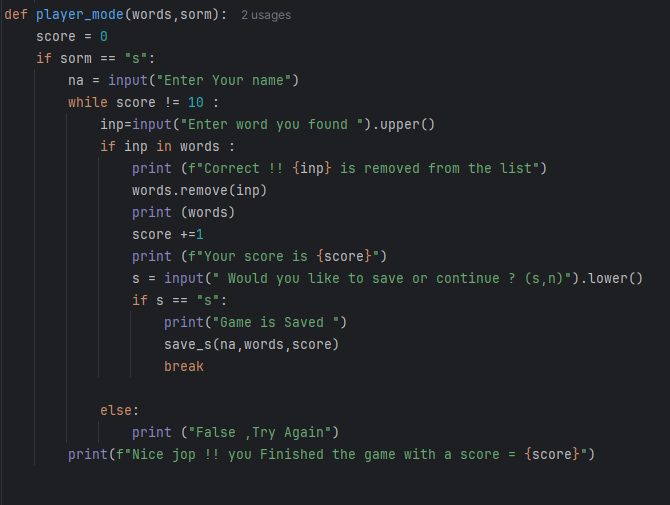 def player_mode(words,sorm):  2 usages
    score = 0
    if sorm == "s":
        na = input("Enter Your name")
        while score != 10 :
            inp=input("Enter word you found ").upper()
            if inp in words :
                print (f"Correct !! {inp} is removed from the list")
                words.remove(inp)
                print (words)
                score +=1
                print (f"Your score is {score}")
                s = input(" Would you like to save or continue ? (s,n)").lower()
                if s == "s":
                    print("Game is Saved ")
                    save_s(na,words,score)
                    break
            else:
                print ("False ,Try Again")
        print(f"Nice jop !! you Finished the game with a score = {score}")